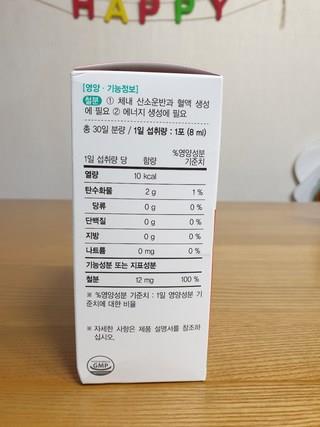 HAPPY
[영양·기능정보]
철분 ① 체내 산소운반과 혈액 생성
에 필요 ② 에너지 생성에 필요
총 30일 분량 / 1일 섭취량 : 1포 (8 ml)
1일 섭취량 당 함량 %영양성분 기준치
열량 10 kcal
탄수화물 2 g 1 %
당류 0 g 0 %
단백질 0 g 0 %
지방 0 g 0 %
나트륨 0 mg 0 %
기능성분 또는 지표성분
철분 12 mg 100 %
※ %영양성분 기준치 : 1일 영양성분 기
준치에 대한 비율
※ 자세한 사항은 제품 설명서를 참조하
십시오.
GMP